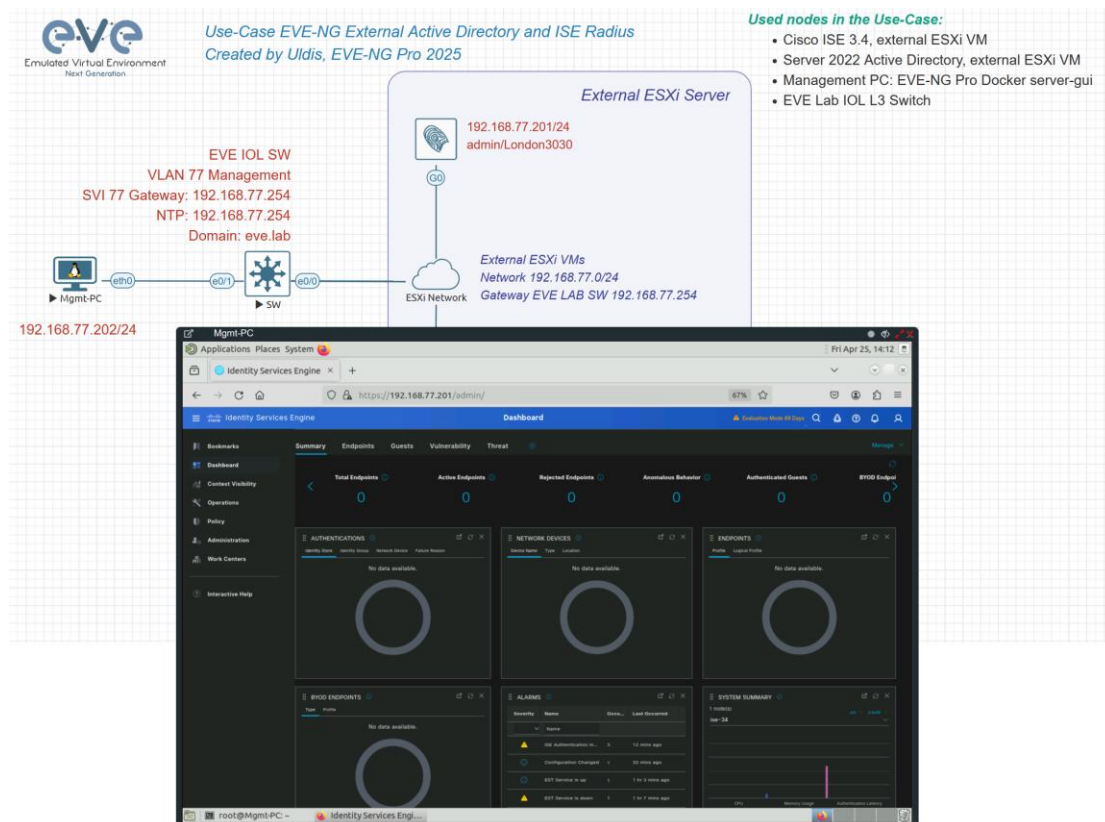 eve
Emulated Virtual Environment
Next Generation
Use-Case EVE-NG External Active Directory and ISE Radius
Created by Uldis, EVE-NG Pro 2025
Used nodes in the Use-Case:
• Cisco ISE 3.4, external ESXi VM
• Server 2022 Active Directory, external ESXi VM
• Management PC: EVE-NG Pro Docker server-gui
• EVE Lab IOL L3 Switch
External ESXi Server
192.168.77.201/24
admin/London3030
G0
EVE IOL SW
VLAN 77 Management
SVI 77 Gateway: 192.168.77.254
NTP: 192.168.77.254
Domain: eve.lab
External ESXi VMs
Network 192.168.77.0/24
Gateway EVE LAB SW 192.168.77.254
eth0
e0/1
e0/0
Mgmt-PC
SW
ESXi Network
192.168.77.202/24
Mgmt-PC
Applications Places System
Fri Apr 25, 14:12
Identity Services Engine
https://192.168.77.201/admin/
67%
Identity Services Engine
Dashboard
Evaluation Mode 89 Days
Bookmarks
Dashboard
Context Visibility
Operations
Policy
Administration
Work Centers
Interactive Help
Summary Endpoints Guests Vulnerability Threat
Manage
Total Endpoints Active Endpoints Rejected Endpoints Anomalous Behavior Authenticated Guests BYOD Endpoi
0 0 0 0 0 0
AUTHENTICATIONS
Identity Store Identity Group Network Device Failure Reason
No data available.
NETWORK DEVICES
Device Name Type Location
No data available.
ENDPOINTS
Profile Logical Profile
No data available.
BYOD ENDPOINTS
Type Profile
No data available.
ALARMS
Severity Name Occu... Last Occurred
Name
ISE Authentication In... 12 mins ago
Configuration Changed
EST Service is up
EST Service is down
SYSTEM SUMMARY
1 node(s)
ise-34
CPU Memory Usage Authentication Latency
root@Mgmt-PC: ~
Identity Services Engi...